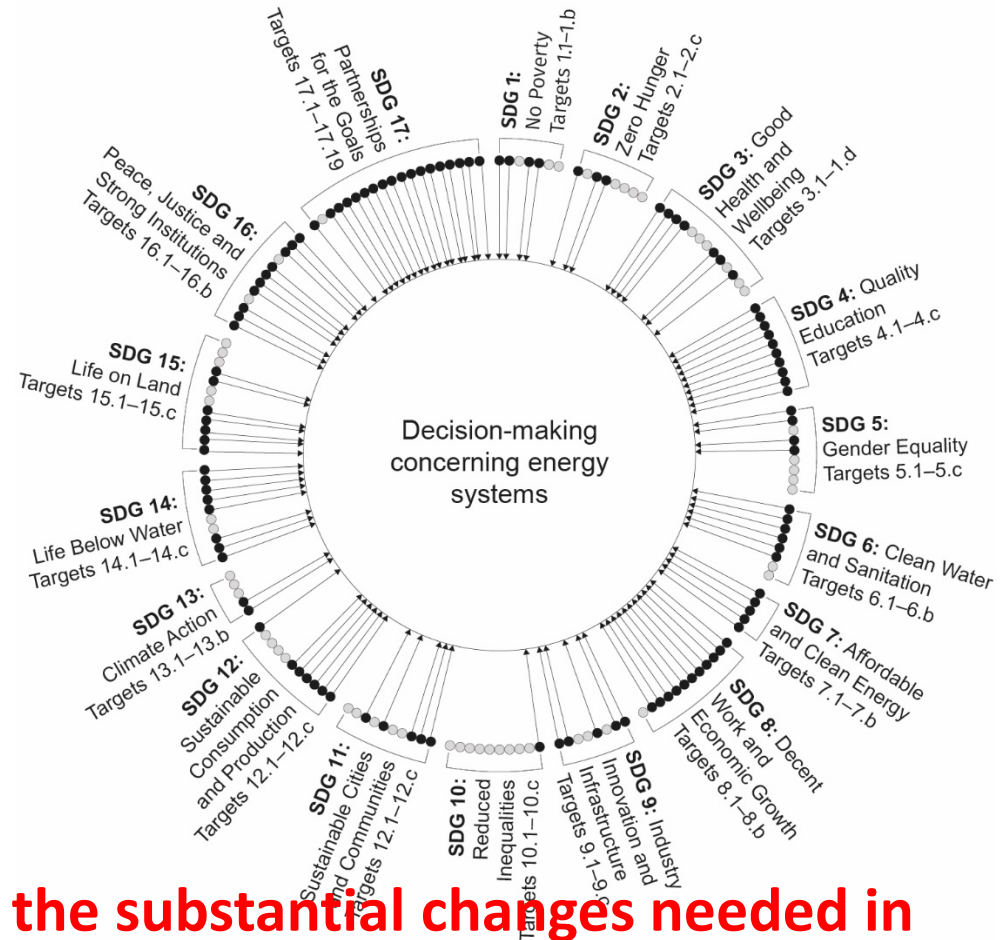 SDG 1:
No Poverty
Targets 1.1–1.b
SDG 2:
Zero Hunger
Targets 2.1–2.c
SDG 3: Good
Health and
Wellbeing
Targets 3.1–1.d
SDG 4: Quality
Education
Targets 4.1–4.c
SDG 5:
Gender Equality
Targets 5.1–5.c
SDG 6: Clean Water
and Sanitation
Targets 6.1–6.b
SDG 7: Affordable
and Clean Energy
Targets 7.1–7.b
SDG 8: Decent
Work and
Economic Growth
Targets 8.1–8.b
SDG 9: Industry
Innovation and
Infrastructure
Targets 9.1–9.c
SDG 10:
Reduced
Inequalities
Targets 10.1–10.c
SDG 11:
Sustainable Cities
and Communities
Targets 12.1–12.c
SDG 12:
Sustainable
Consumption
and Production
Targets 12.1–12.c
SDG 13:
Climate Action
Targets 13.1–13.b
SDG 14:
Life Below Water
Targets 14.1–14.c
SDG 15:
Life on Land
Targets 15.1–15.c
SDG 16:
Peace, Justice and
Strong Institutions
Targets 16.1–16.b
SDG 17:
Partnerships
for the Goals
Targets 17.1–17.19
Decision-making
concerning energy
systems
the substantial changes needed in